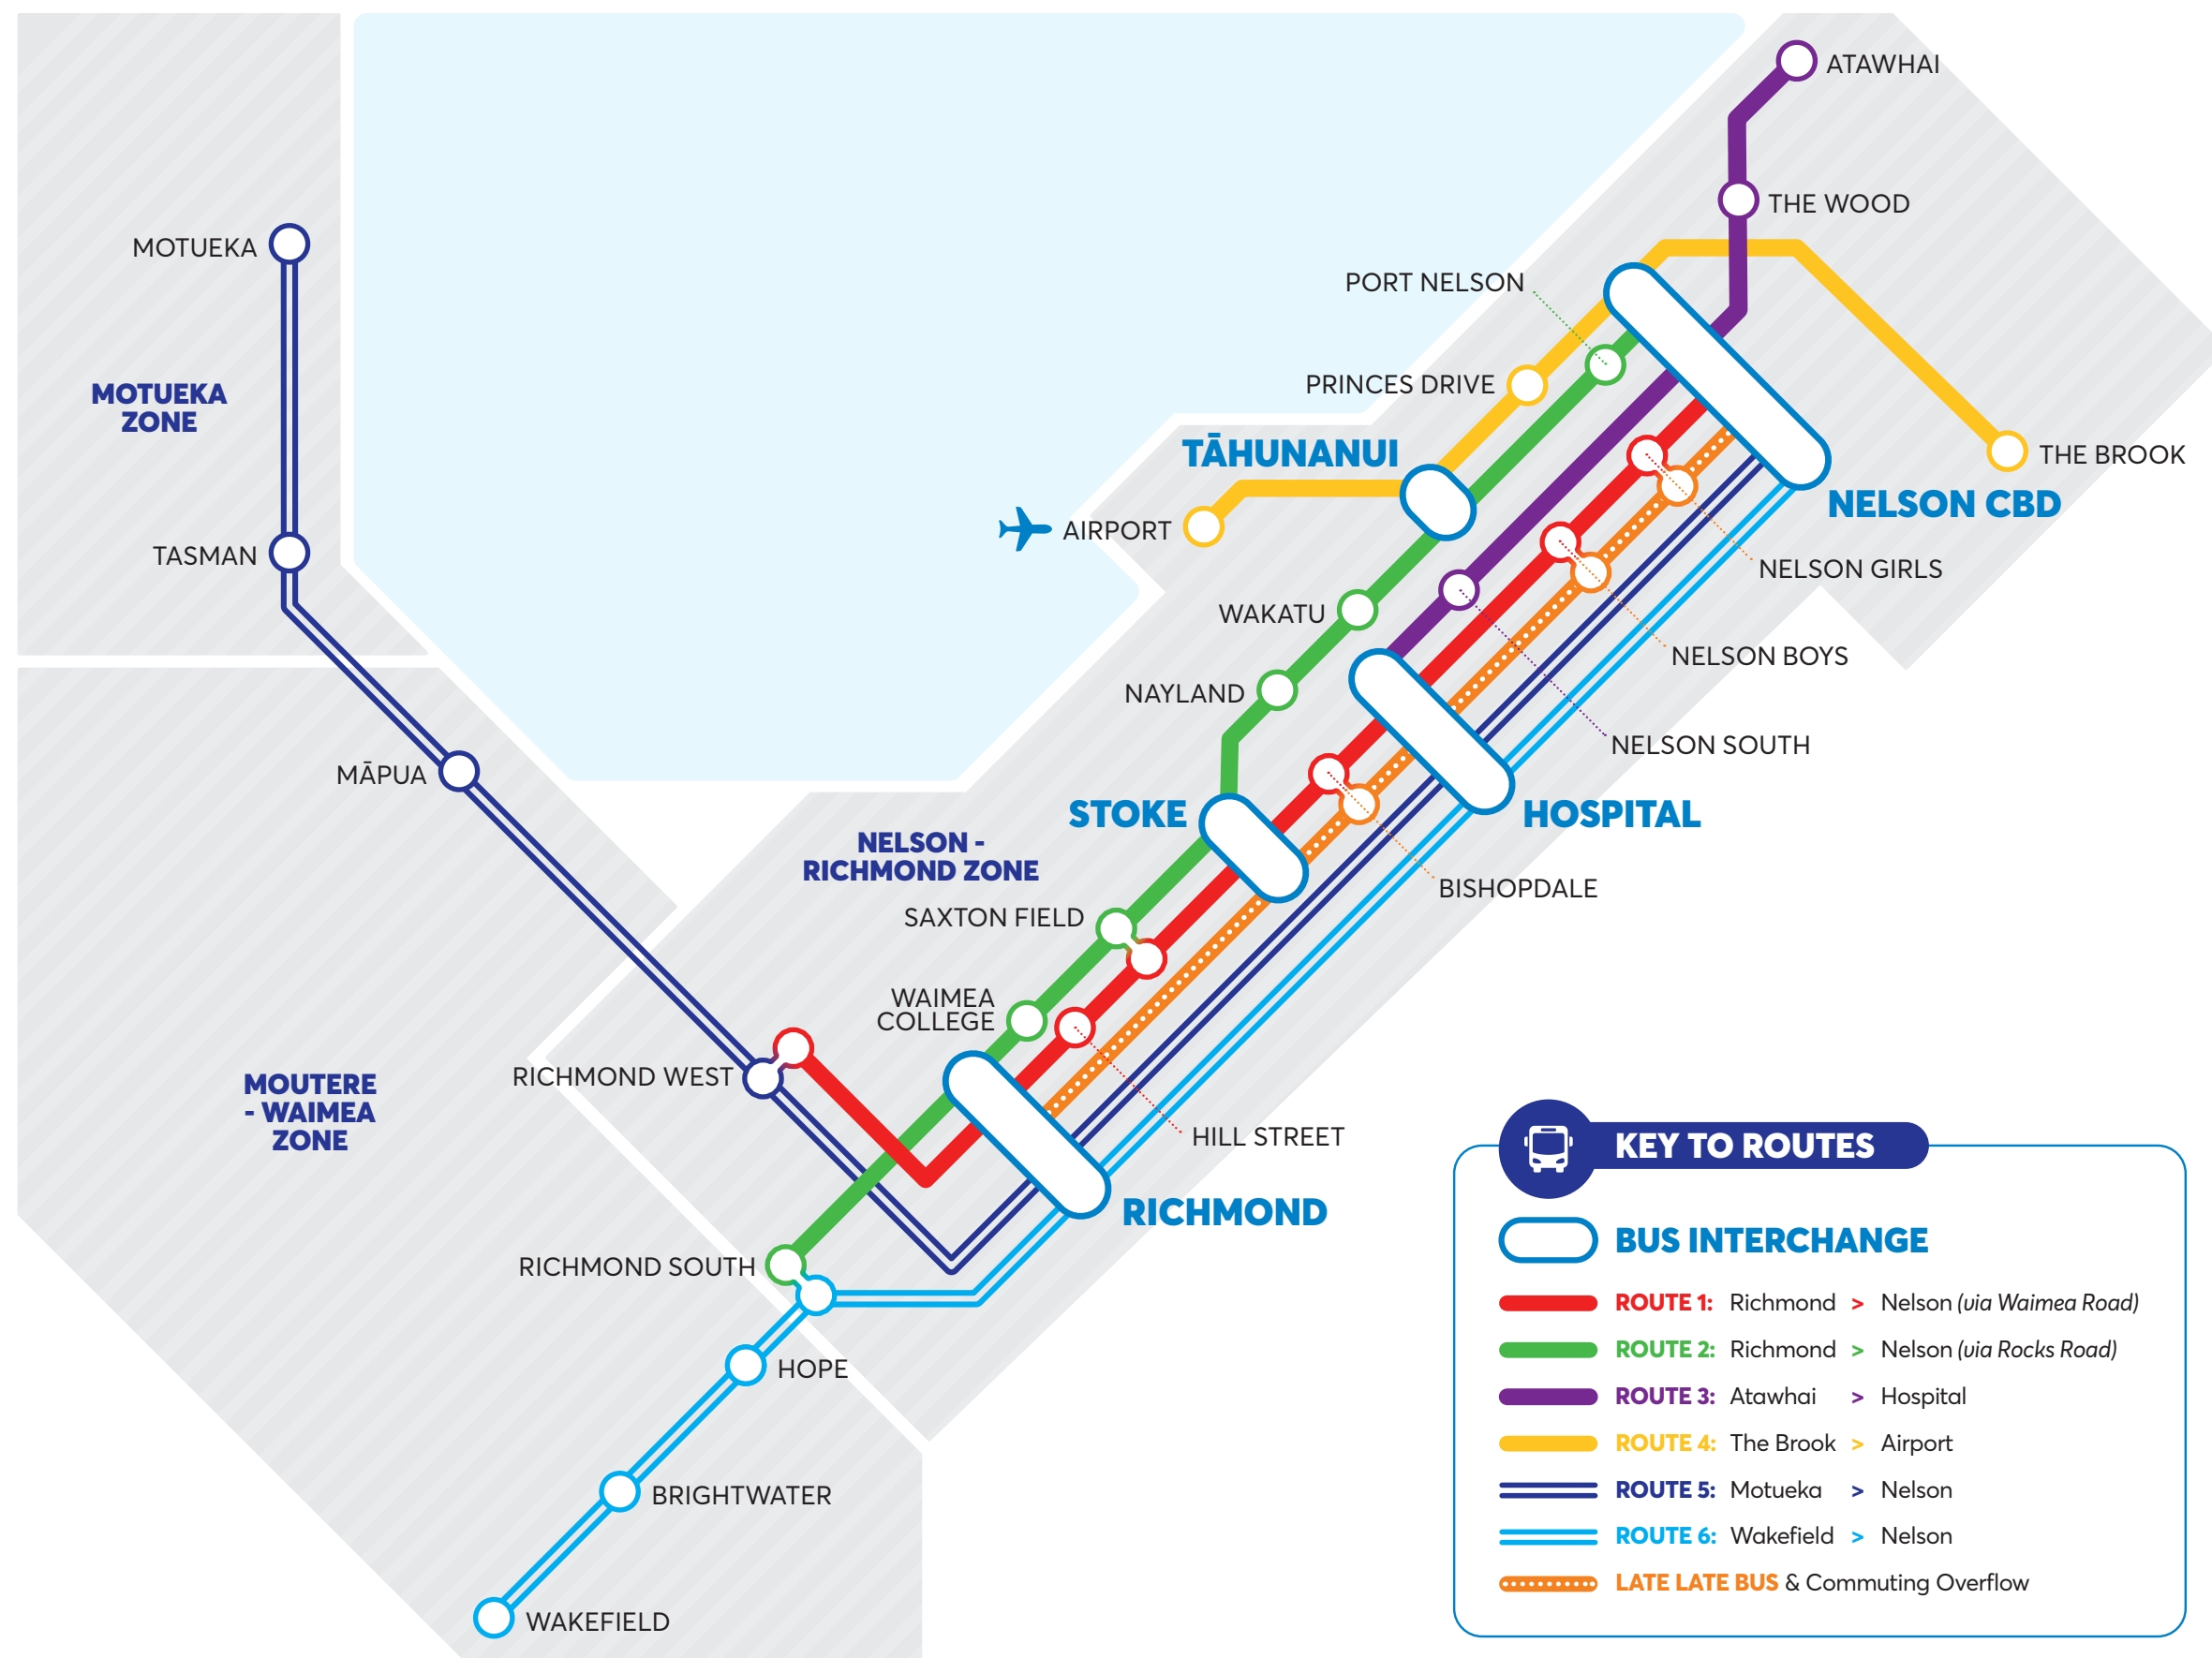 ATAWHAI
THE WOOD
MOTUEKA
PORT NELSON
PRINCES DRIVE
MOTUEKA
ZONE
TĀHUNANUI
THE BROOK
NELSON CBD
AIRPORT
TASMAN
NELSON GIRLS
WAKATU
NELSON BOYS
NAYLAND
NELSON SOUTH
MĀPUA
STOKE
HOSPITAL
NELSON -
RICHMOND ZONE
BISHOPDALE
SAXTON FIELD
WAIMEA
COLLEGE
RICHMOND WEST
MOUTERE
- WAIMEA
ZONE
HILL STREET
RICHMOND
RICHMOND SOUTH
HOPE
BRIGHTWATER
WAKEFIELD
KEY TO ROUTES
BUS INTERCHANGE
ROUTE 1: Richmond > Nelson (via Waimea Road)
ROUTE 2: Richmond > Nelson (via Rocks Road)
ROUTE 3: Atawhai > Hospital
ROUTE 4: The Brook > Airport
ROUTE 5: Motueka > Nelson
ROUTE 6: Wakefield > Nelson
LATE LATE BUS & Commuting Overflow